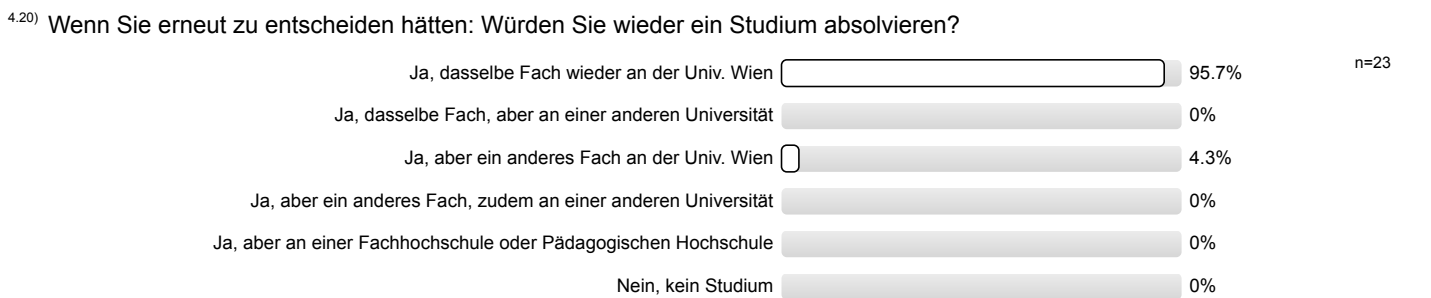 4.20) Wenn Sie erneut zu entscheiden hätten: Würden Sie wieder ein Studium absolvieren?
Ja, dasselbe Fach wieder an der Univ. Wien 95.7% n=23
Ja, dasselbe Fach, aber an einer anderen Universität 0%
Ja, aber ein anderes Fach an der Univ. Wien 4.3%
Ja, aber ein anderes Fach, zudem an einer anderen Universität 0%
Ja, aber an einer Fachhochschule oder Pädagogischen Hochschule 0%
Nein, kein Studium 0%